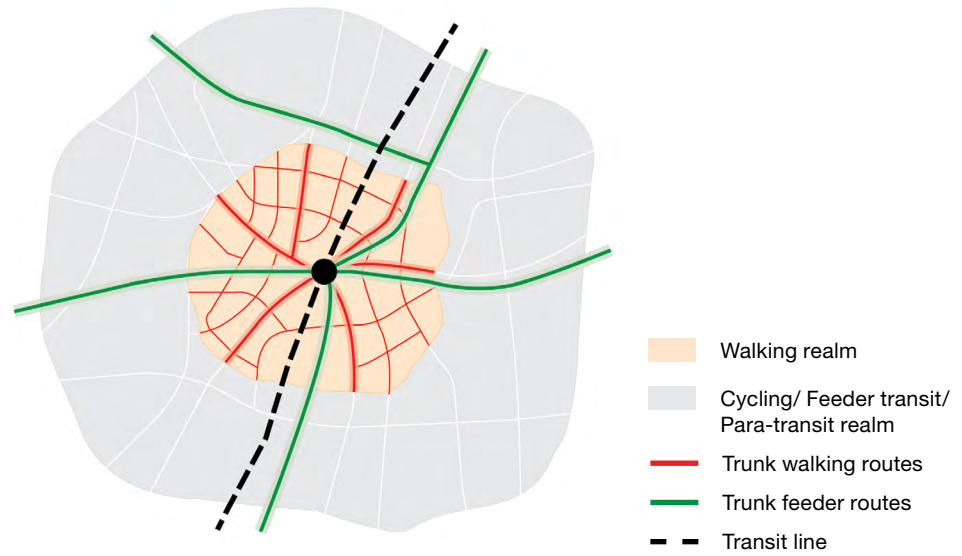 Walking realm
Cycling/ Feeder transit/
Para-transit realm
Trunk walking routes
Trunk feeder routes
Transit line